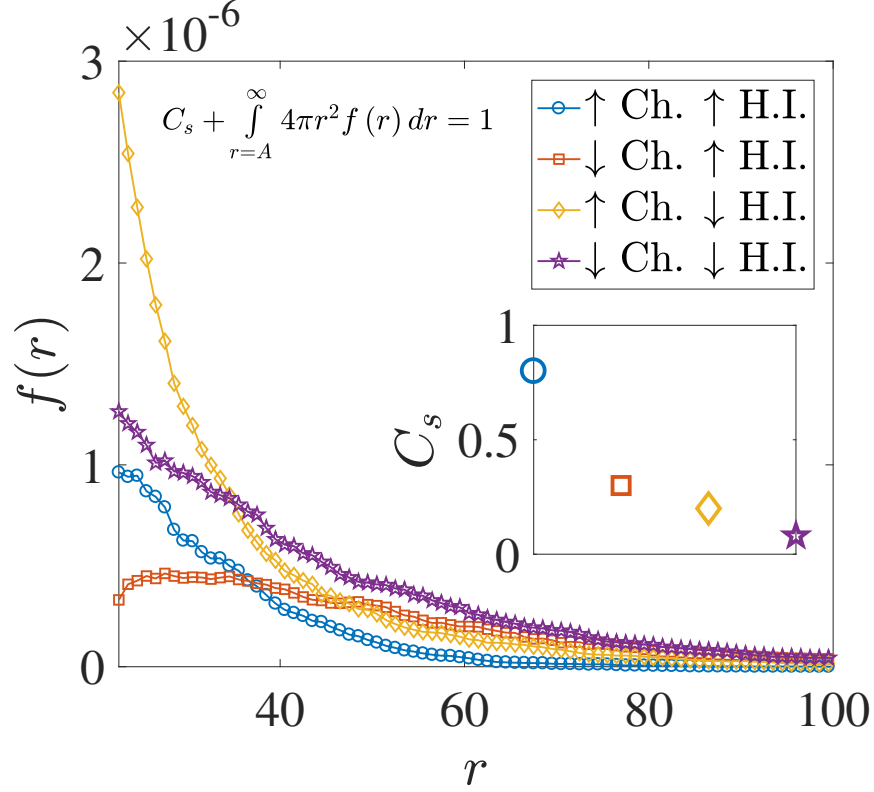 ×10⁻⁶
3
2
1
0
f (r)
C_s + ∫_{r=A}^{∞} 4πr² f (r) dr = 1
↑ Ch. ↑ H.I.
↓ Ch. ↑ H.I.
↑ Ch. ↓ H.I.
↓ Ch. ↓ H.I.
1
0.5
0
C_s
40 60 80 100
r